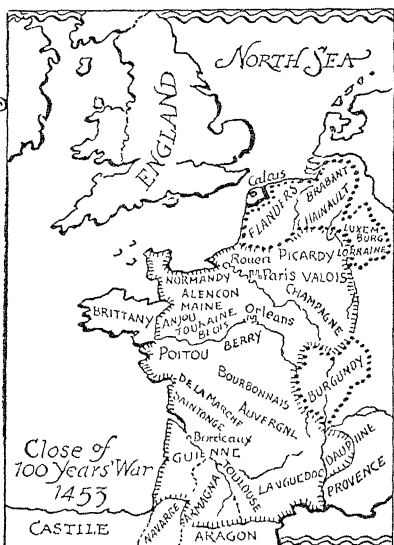 NORTH SEA
ENGLAND
Calais
FLANDERS
BRABANT
HAINAULT
LUXEM
BURG
LORRAINE
Rouen
PICARDY
NORMANDY
Paris
VALOIS
ALENCON
MAINE
CHAMPAGNE
BRITTANY
ANJOU
TOURAINE
BLOIS
Orleans
POITOU
BERRY
BURGUNDY
BOURBONNAIS
DE LA MARCHE
SAINTONGE
AUVERGNE
Bordeaux
GUIENNE
TOULOUSE
LANGUEDOC
DAUPHINE
PROVENCE
Close of
100 Years' War
1453
NAVARRE
ARMAGNA
CASTILE
ARAGON